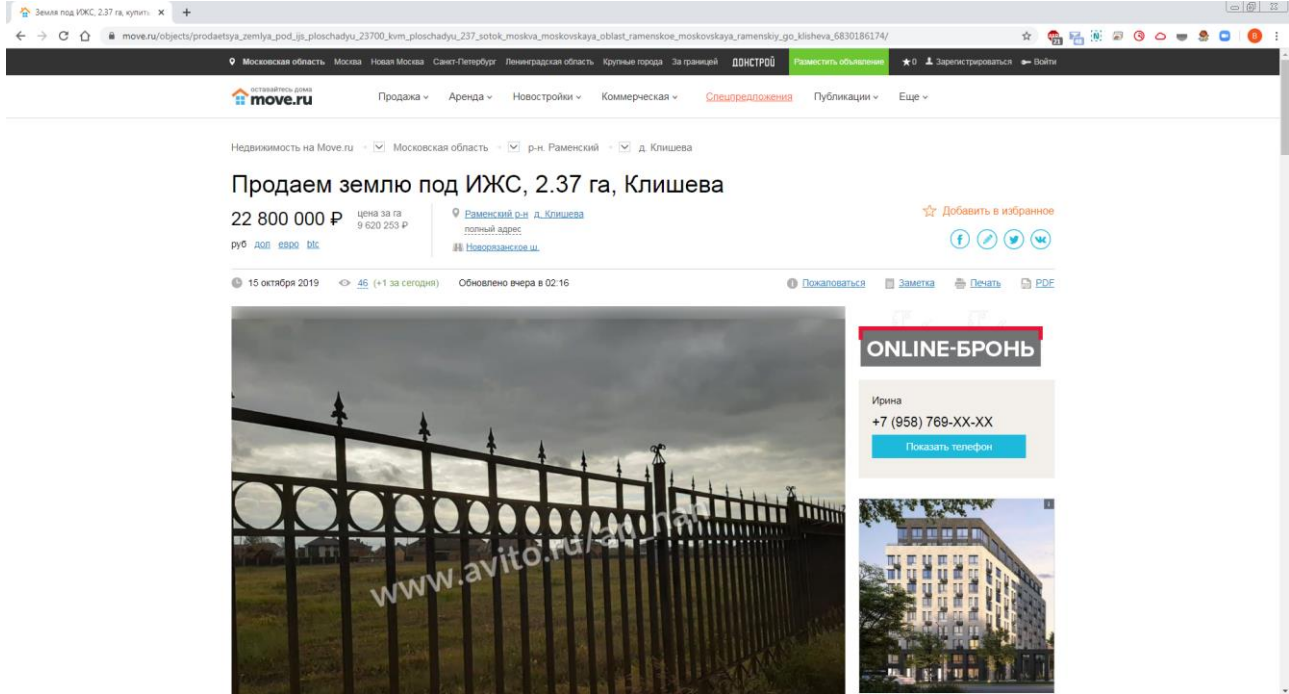 Земля под ИЖС, 2.37 га, купить
move.ru/objects/prodaetsya_zemlya_pod_ijs_ploschadyu_23700_kvm_ploschadyu_237_sotok_moskva_moskovskaya_oblast_ramenskoe_moskovskaya_ramenskiy_go_klisheva_6830186174/
Московская область Москва Новая Москва Санкт-Петербург Ленинградская область Крупные города За границей ДОНСТРОЙ Разместить объявление ★0 Зарегистрироваться Войти
оставайтесь дома
move.ru
Продажа Аренда Новостройки Коммерческая Спецпредложения Публикации Еще
Недвижимость на Move.ru Московская область р-н. Раменский д. Клишева
Продаем землю под ИЖС, 2.37 га, Клишева
22 800 000 ₽
цена за га
9 620 253 ₽
руб дол евро btc
Раменский р-н д. Клишева
полный адрес
Новорязанское ш.
Добавить в избранное
15 октября 2019 46 (+1 за сегодня) Обновлено вчера в 02:16
Пожаловаться Заметка Печать PDF
ONLINE-БРОНЬ
Ирина
+7 (958) 769-XX-XX
Показать телефон
www.avito.ru/an_nan